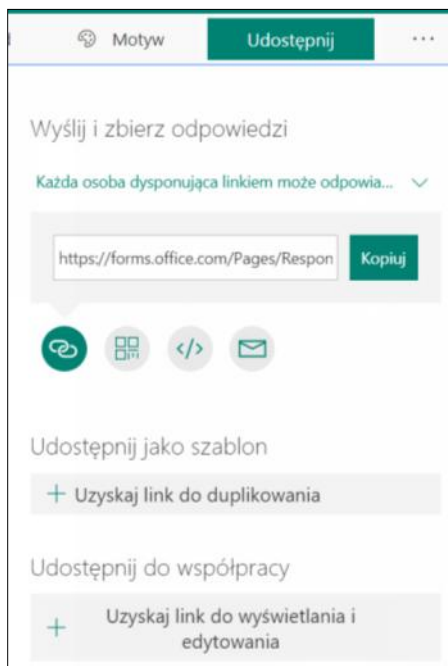 Motyw
Udostępnij
...
Wyślij i zbierz odpowiedzi
Każda osoba dysponująca linkiem może odpowia...
https://forms.office.com/Pages/Respon
Kopiuj
</>
Udostępnij jako szablon
+ Uzyskaj link do duplikowania
Udostępnij do współpracy
+ Uzyskaj link do wyświetlania i
edytowania